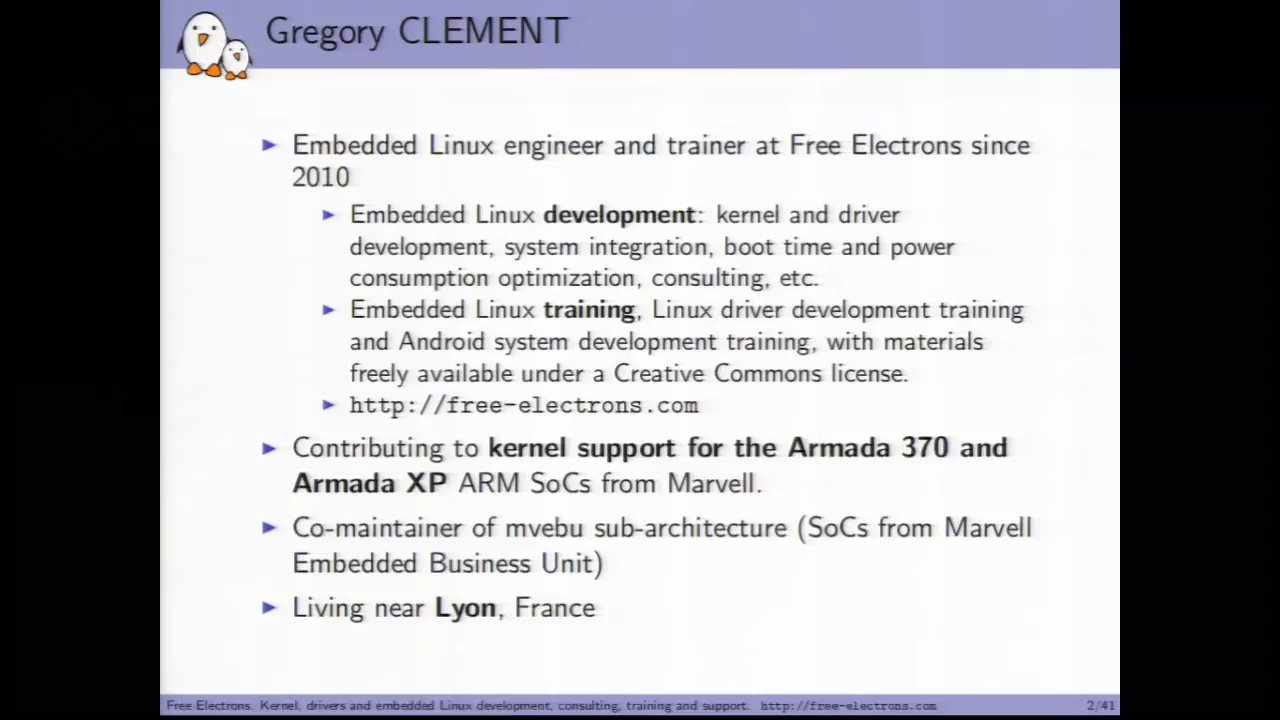 Gregory CLEMENT
Embedded Linux engineer and trainer at Free Electrons since
2010
Embedded Linux development: kernel and driver
development, system integration, boot time and power
consumption optimization, consulting, etc.
Embedded Linux training, Linux driver development training
and Android system development training, with materials
freely available under a Creative Commons license.
http://free-electrons.com
Contributing to kernel support for the Armada 370 and
Armada XP ARM SoCs from Marvell.
Co-maintainer of mvebu sub-architecture (SoCs from Marvell
Embedded Business Unit)
Living near Lyon, France
Free Electrons. Kernel, drivers and embedded Linux development, consulting, training and support. http://free-electrons.com 2/41